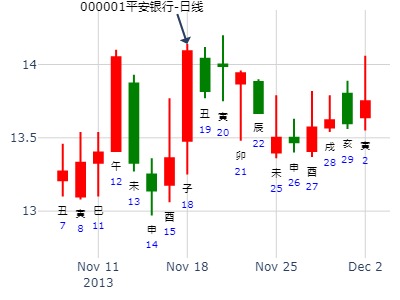 000001平安银行-日线
14
13.5
13
丑
7
寅
8
巳
11
午
12
未
13
申
14
酉
15
子
18
丑
19
寅
20
卯
21
辰
22
未
25
申
26
酉
27
戌
28
亥
29
寅
2
Nov 11
2013
Nov 18
Nov 25
Dec 2